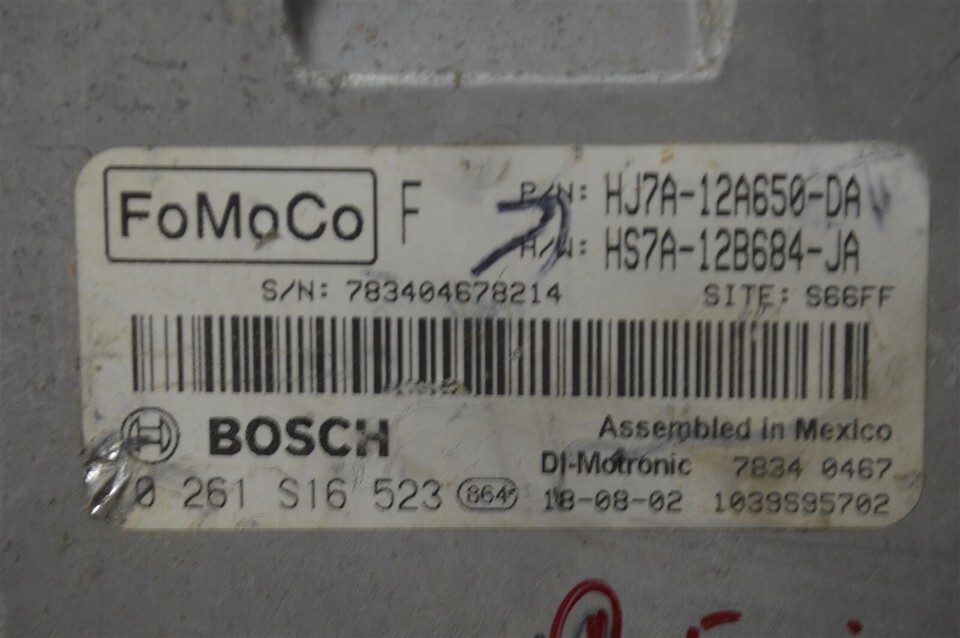 FoMoCo F P/N: HJ7A-12A650-DA
H/W: HS7A-12B684-JA
S/N: 783404678214 SITE: S66FF
BOSCH Assembled in Mexico
DI-Motronic 7834 0467
0 261 S16 523 864 18-08-02 1039S95702